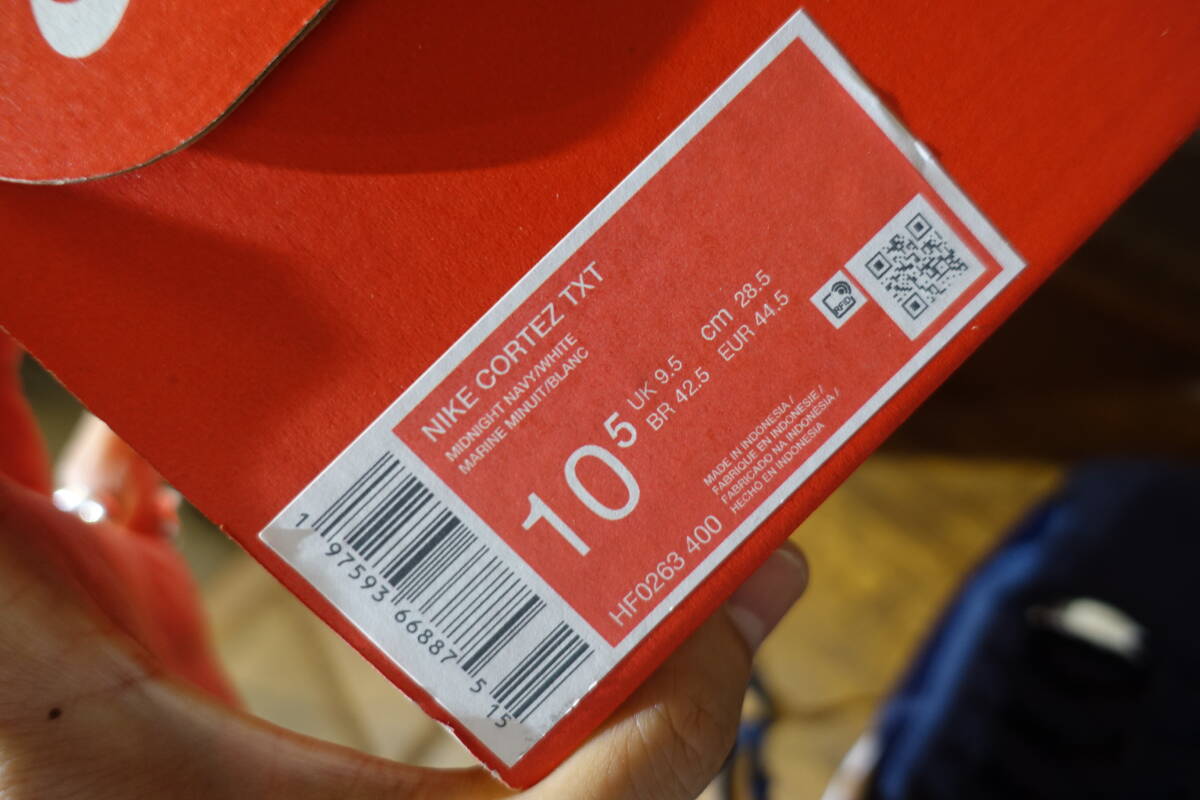 NIKE CORTEZ TXT
MIDNIGHT NAVY/WHITE
MARINE MINUIT/BLANC
10 5
UK 9.5 cm 28.5
BR 42.5 EUR 44.5
RFID
MADE IN INDONESIA /
FABRIQUE EN INDONESIE /
FABRICADO NA INDONÉSIA /
HECHO EN INDONESIA
HF0263 400
1 97593 66887 5 15